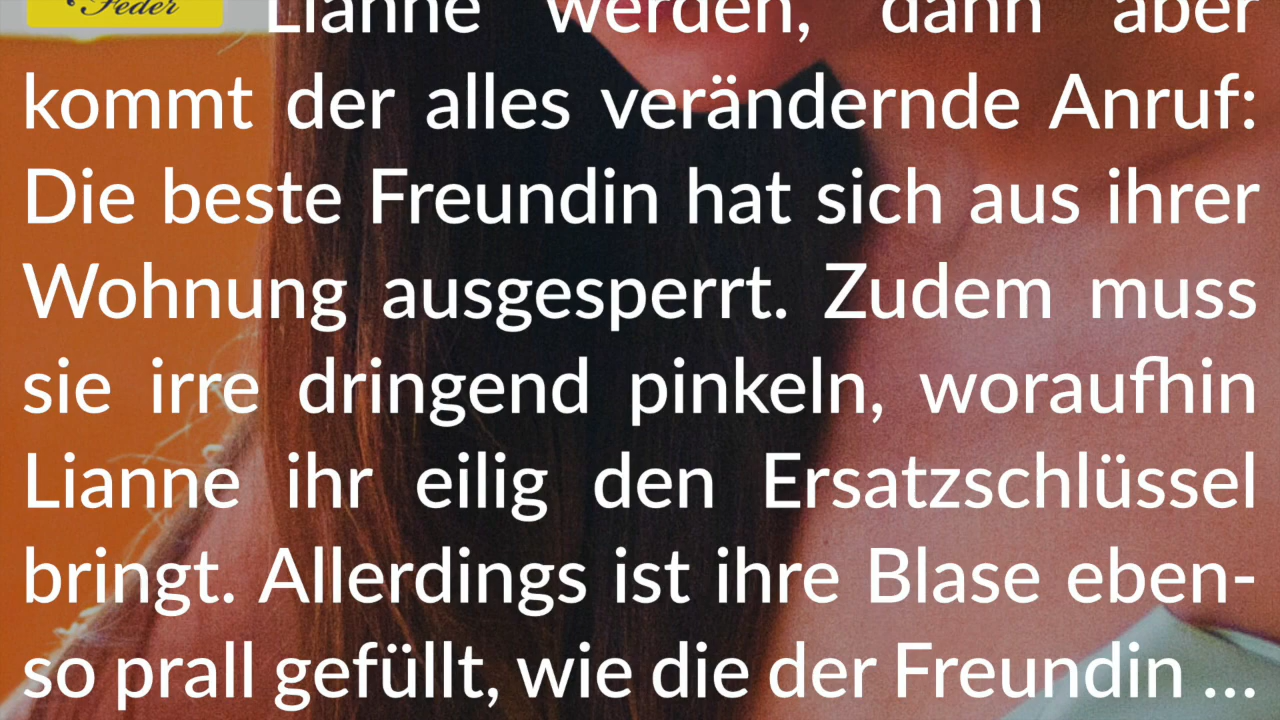 Feder
Lianne werden, dann aber
kommt der alles verändernde Anruf:
Die beste Freundin hat sich aus ihrer
Wohnung ausgesperrt. Zudem muss
sie irre dringend pinkeln, woraufhin
Lianne ihr eilig den Ersatzschlüssel
bringt. Allerdings ist ihre Blase eben-
so prall gefüllt, wie die der Freundin ...